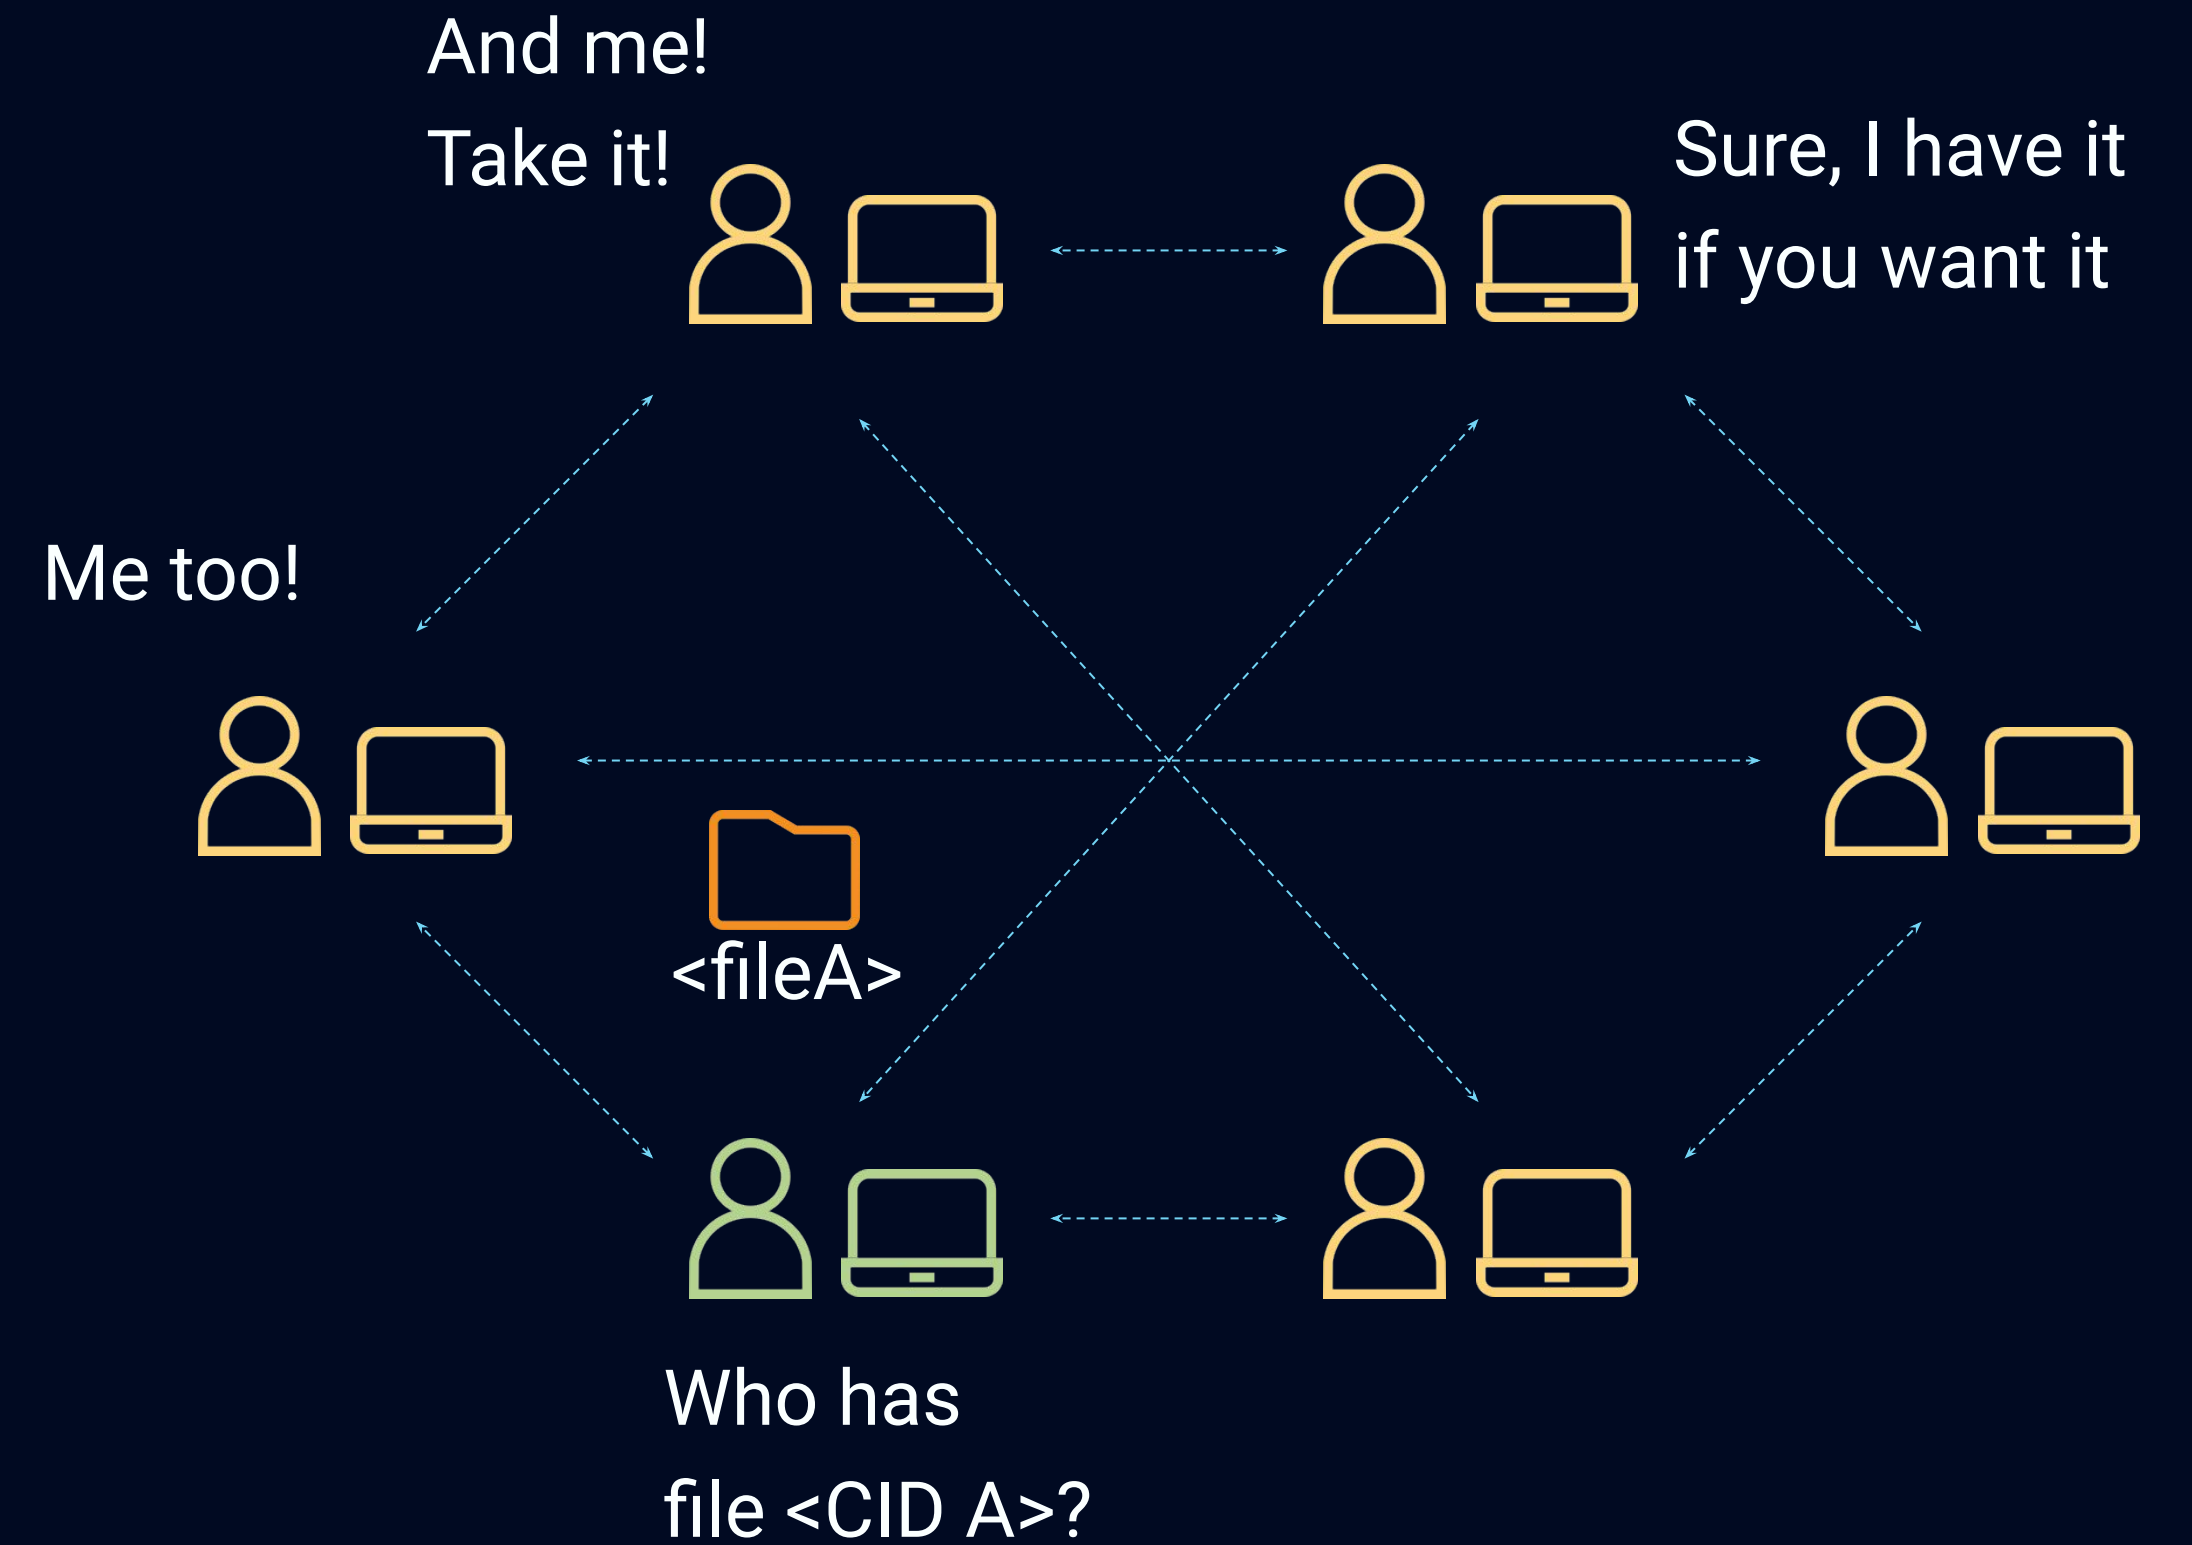 And me!
Take it!
Sure, I have it
if you want it
Me too!
<fileA>
Who has
file <CID A>?